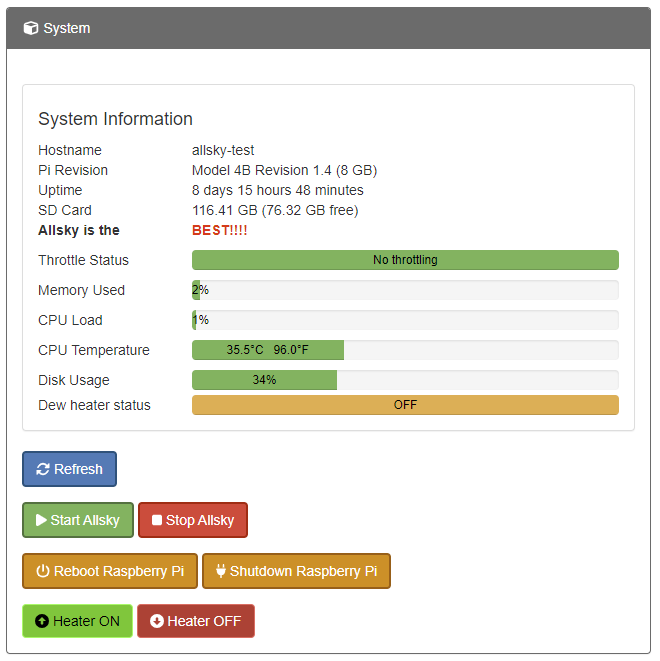 System
System Information
Hostname allsky-test
Pi Revision Model 4B Revision 1.4 (8 GB)
Uptime 8 days 15 hours 48 minutes
SD Card 116.41 GB (76.32 GB free)
Allsky is the BEST!!!!
Throttle Status No throttling
Memory Used 2%
CPU Load 1%
CPU Temperature 35.5°C 96.0°F
Disk Usage 34%
Dew heater status OFF
Refresh
Start Allsky Stop Allsky
Reboot Raspberry Pi Shutdown Raspberry Pi
Heater ON Heater OFF